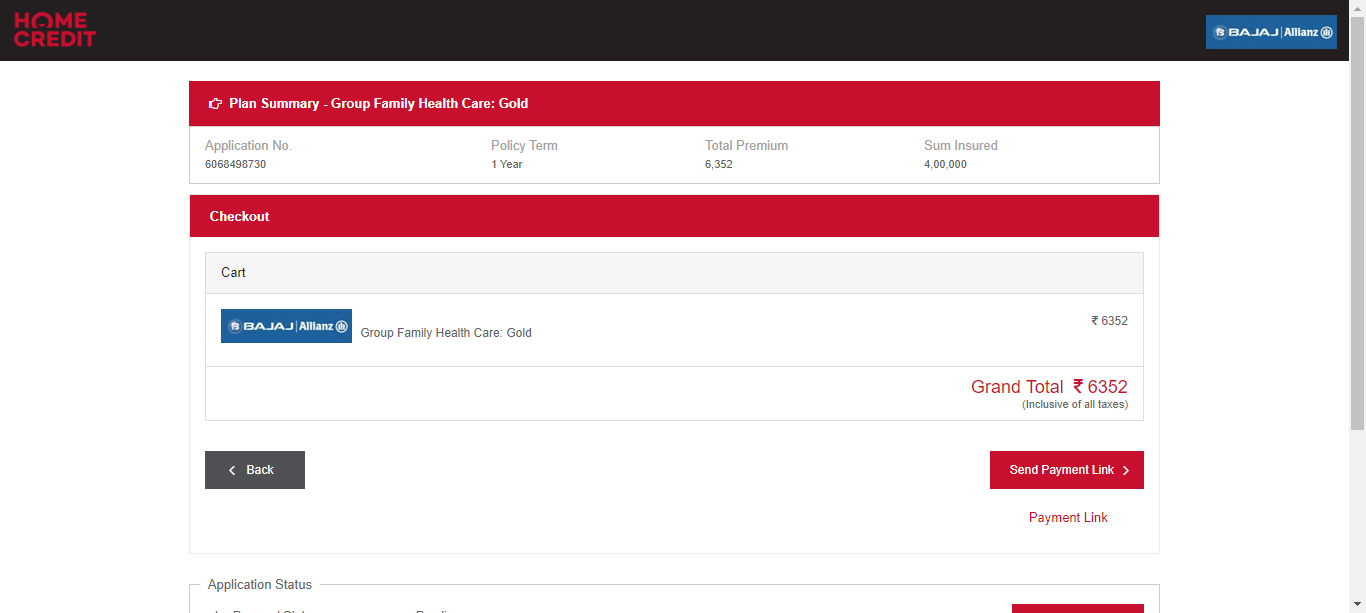 HOME
CREDIT
BAJAJ Allianz
Plan Summary - Group Family Health Care: Gold
Application No. Policy Term Total Premium Sum Insured
6068498730 1 Year 6,352 4,00,000
Checkout
Cart
BAJAJ Allianz
Group Family Health Care: Gold
₹ 6352
Grand Total ₹ 6352
(Inclusive of all taxes)
Back
Send Payment Link
Payment Link
Application Status